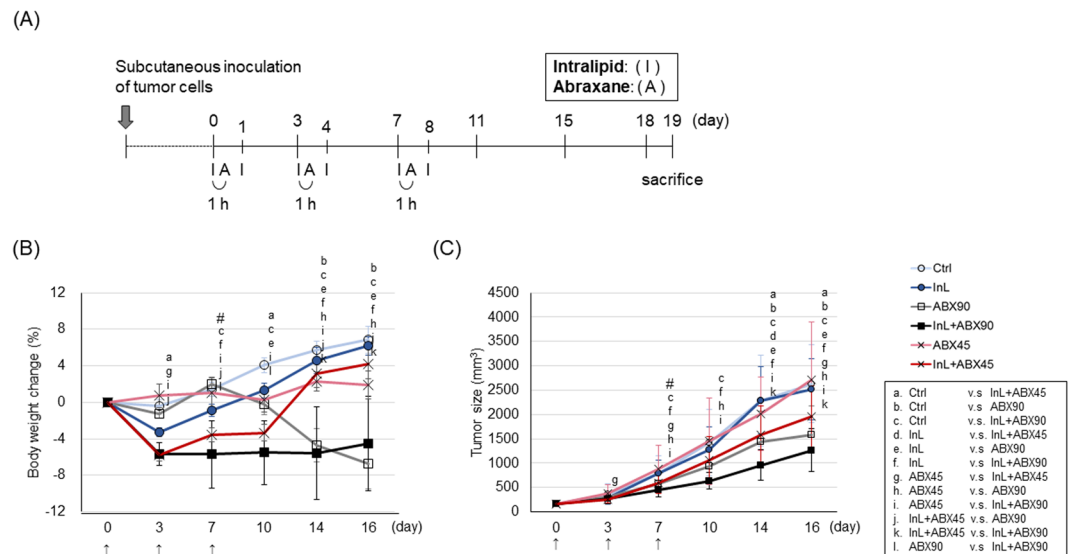 (A)
Subcutaneous inoculation
of tumor cells
Intralipid: ( I )
Abraxane: ( A )
0 1 3 4 7 8 11 15 18 19 (day)
I A I I A I I A I
1 h 1 h 1 h
sacrifice
(B)
Body weight change (%)
12
8
4
0
-4
-8
-12
a
g
i
j
#
c
f
i
j
a
c
e
i
j
b
c
e
f
h
i
j
k
b
c
e
f
h
k
0 3 7 10 14 16 (day)
↑ ↑ ↑
(C)
Tumor size (mm³)
4500
4000
3500
3000
2500
2000
1500
1000
500
0
g
#
c
f
g
h
i
c
f
h
i
a
b
c
d
e
f
i
k
a
b
c
e
f
g
h
i
k
0 3 7 10 14 16 (day)
↑ ↑ ↑
Ctrl
InL
ABX90
InL+ABX90
ABX45
InL+ABX45
a. Ctrl v.s InL+ABX45
b. Ctrl v.s ABX90
c. Ctrl v.s InL+ABX90
d. InL v.s. InL+ABX45
e. InL v.s. ABX90
f. InL v.s. InL+ABX90
g. ABX45 v.s. InL+ABX45
h. ABX45 v.s. ABX90
i. ABX45 v.s. InL+ABX90
j. InL+ABX45 v.s. ABX90
k. InL+ABX45 v.s. InL+ABX90
l. ABX90 v.s InL+ABX90